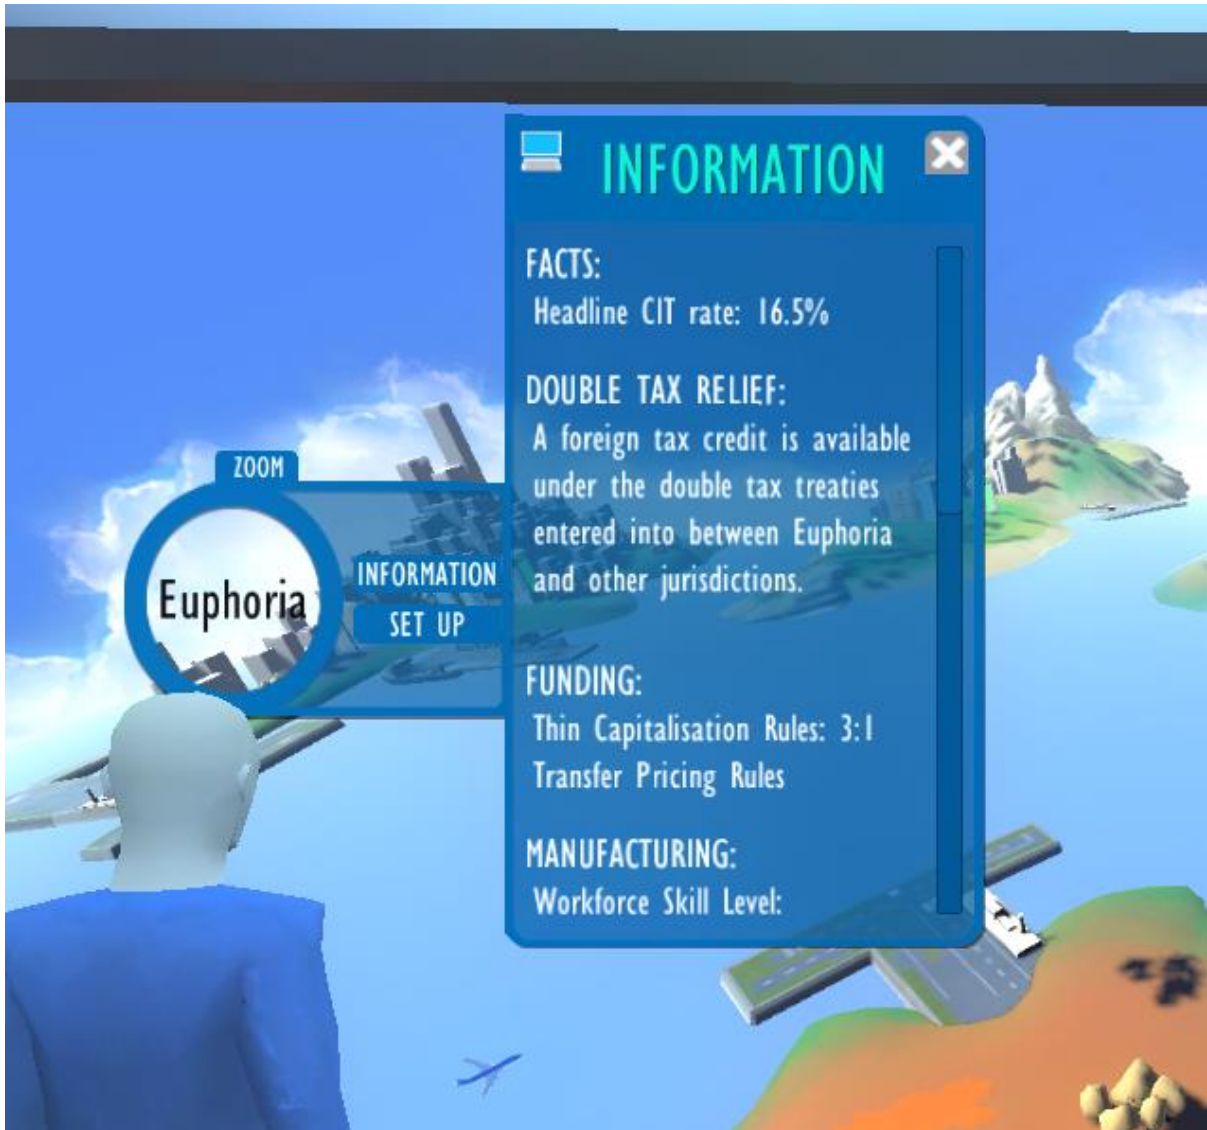 INFORMATION
FACTS:
Headline CIT rate: 16.5%
DOUBLE TAX RELIEF:
A foreign tax credit is available
under the double tax treaties
entered into between Euphoria
and other jurisdictions.
FUNDING:
Thin Capitalisation Rules: 3:1
Transfer Pricing Rules
MANUFACTURING:
Workforce Skill Level:
ZOOM
Euphoria
INFORMATION
SET UP